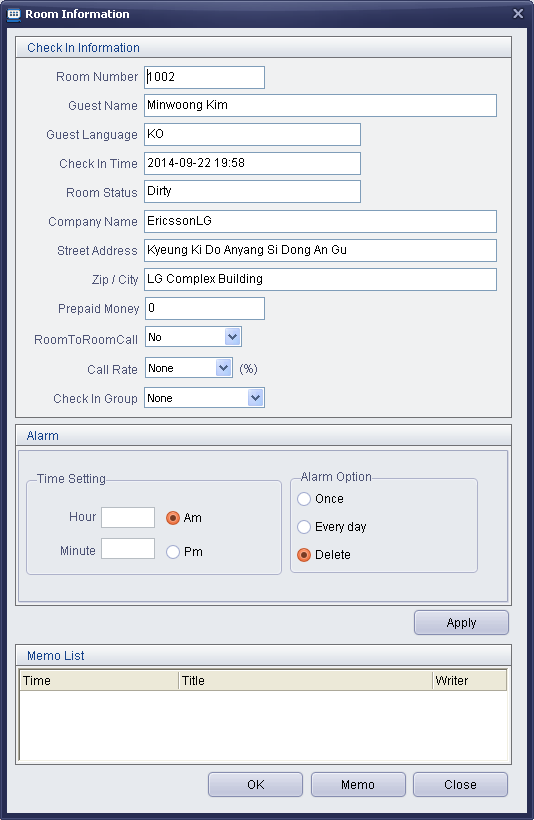 Room Information
Check In Information
Room Number 1002
Guest Name Minwoong Kim
Guest Language KO
Check In Time 2014-09-22 19:58
Room Status Dirty
Company Name EricssonLG
Street Address Kyeung Ki Do Anyang Si Dong An Gu
Zip / City LG Complex Building
Prepaid Money 0
RoomToRoomCall No
Call Rate None (%)
Check In Group None
Alarm
Time Setting
Hour Am
Minute Pm
Alarm Option
Once
Every day
Delete
Apply
Memo List
Time Title Writer
OK Memo Close